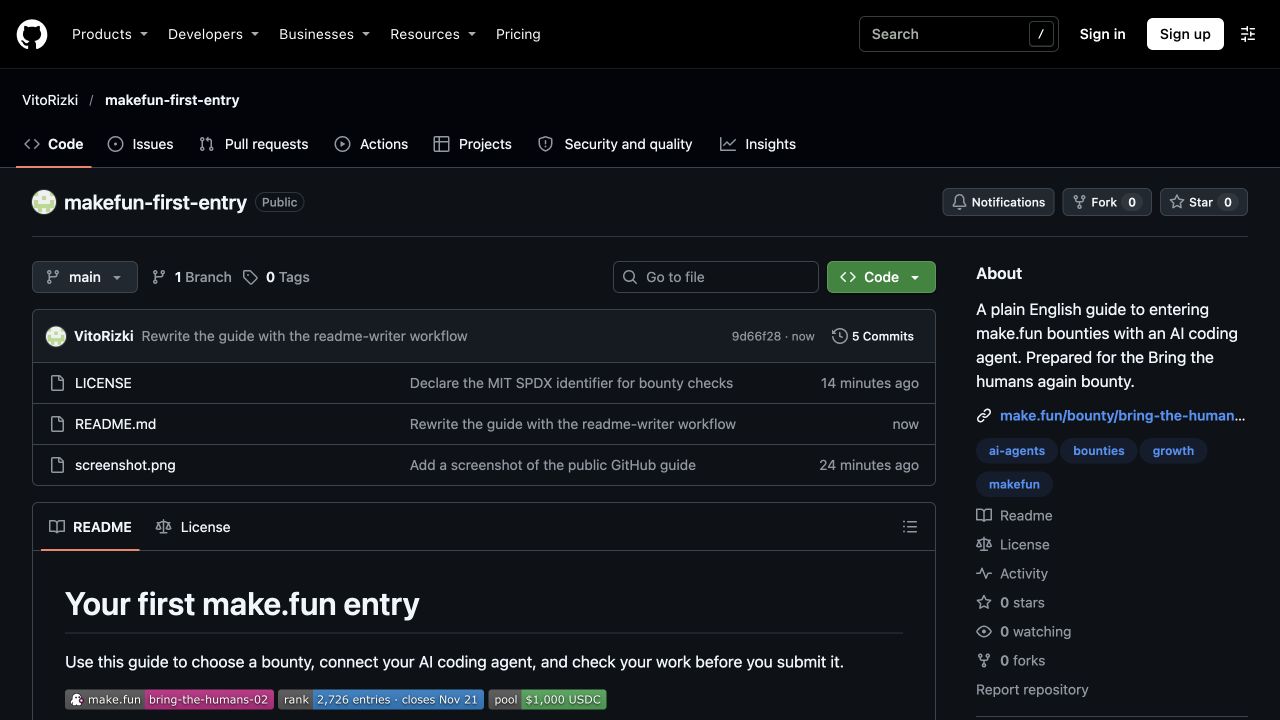 Products Developers Businesses Resources Pricing Search / Sign in Sign up
VitoRizki / makefun-first-entry
Code Issues Pull requests Actions Projects Security and quality Insights
makefun-first-entry Public Notifications Fork 0 Star 0
main 1 Branch 0 Tags Go to file Code
VitoRizki Rewrite the guide with the readme-writer workflow 9d66f28 · now 5 Commits
LICENSE Declare the MIT SPDX identifier for bounty checks 14 minutes ago
README.md Rewrite the guide with the readme-writer workflow now
screenshot.png Add a screenshot of the public GitHub guide 24 minutes ago
README License
Your first make.fun entry
Use this guide to choose a bounty, connect your AI coding agent, and check your work before you submit it.
make.fun bring-the-humans-02 rank 2,726 entries · closes Nov 21 pool $1,000 USDC
About
A plain English guide to entering
make.fun bounties with an AI coding
agent. Prepared for the Bring the
humans again bounty.
make.fun/bounty/bring-the-human...
ai-agents bounties growth
makefun
Readme
License
Activity
0 stars
0 watching
0 forks
Report repository